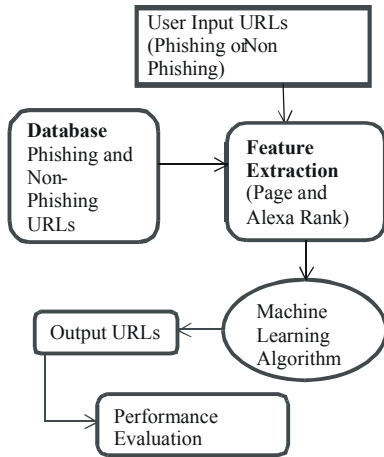 User Input URLs
(Phishing orNon
Phishing)
Database
Phishing and
Non-
Phishing
URLs
Feature
Extraction
(Page and
Alexa Rank)
Machine
Learning
Algorithm
Output URLs
Performance
Evaluation